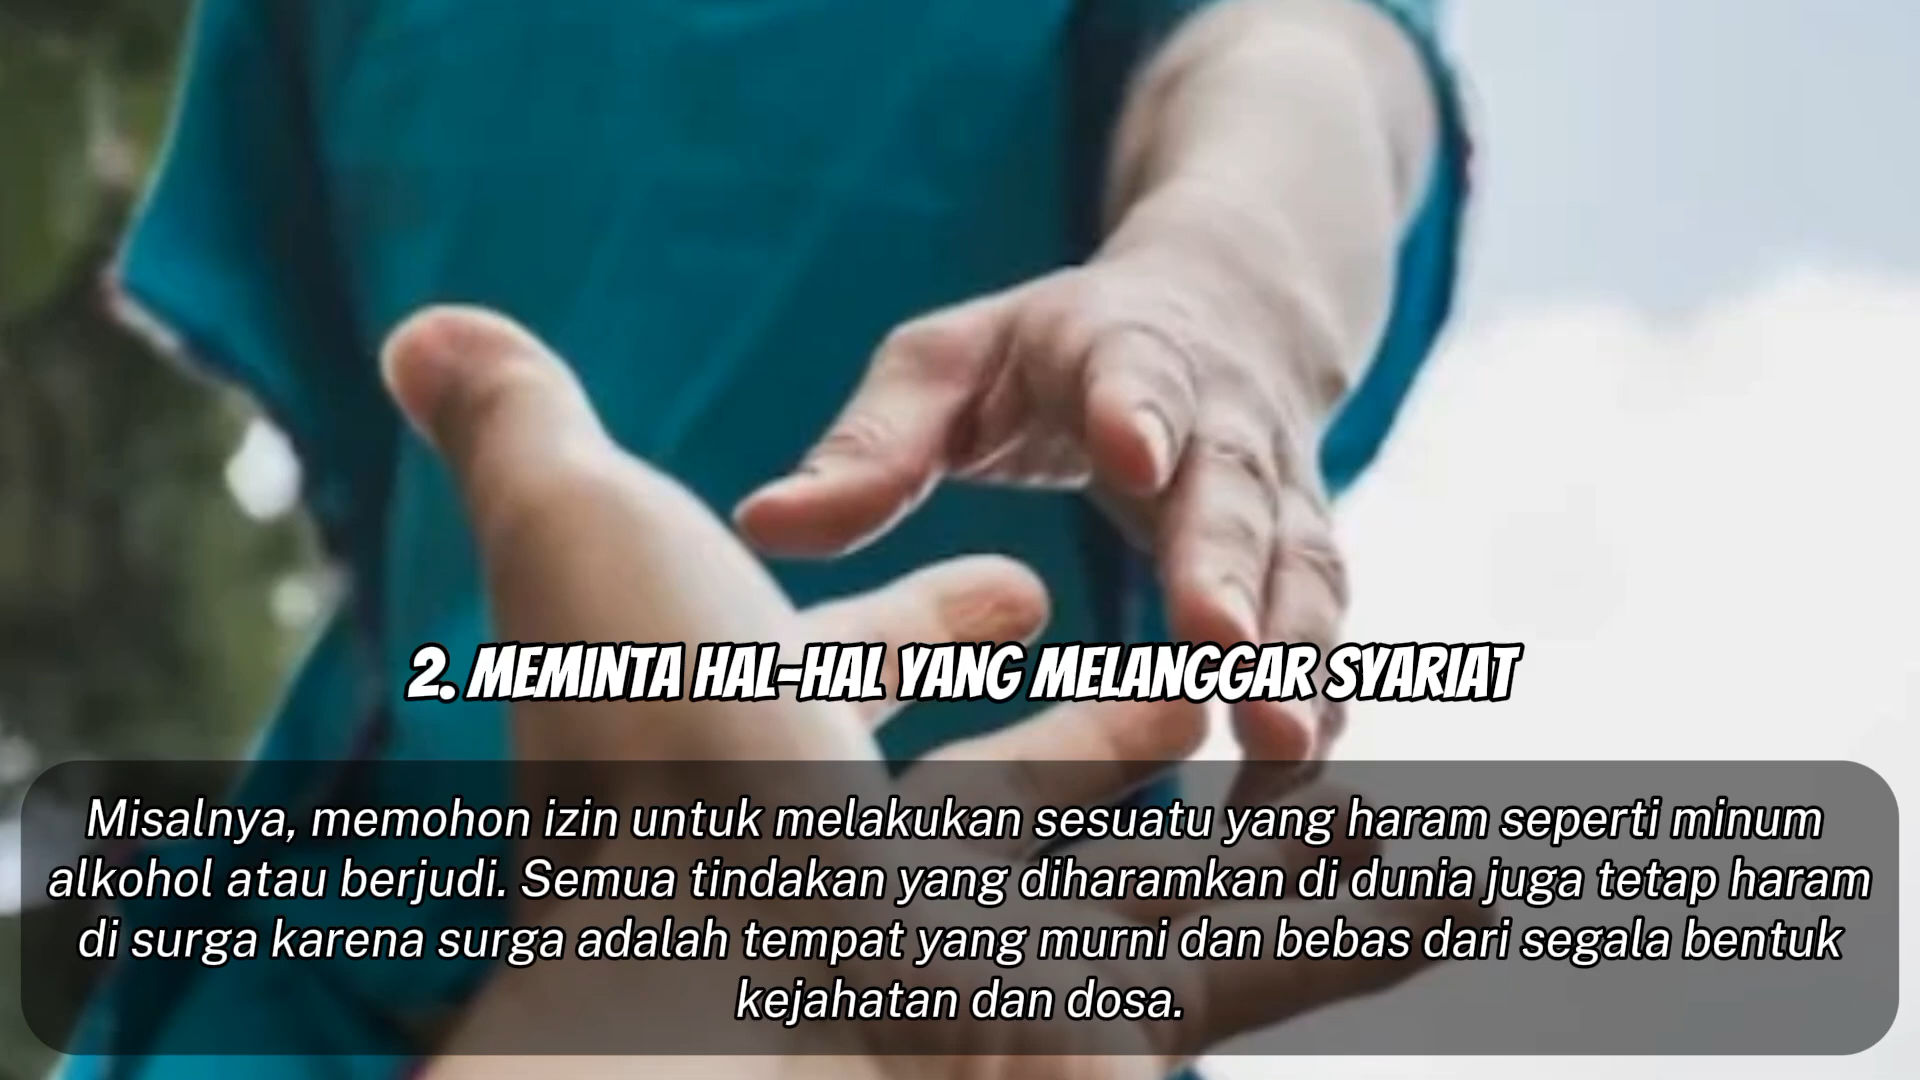 2. MEMINTA HAL-HAL YANG MELANGGAR SYARIAT
Misalnya, memohon izin untuk melakukan sesuatu yang haram seperti minum
alkohol atau berjudi. Semua tindakan yang diharamkan di dunia juga tetap haram
di surga karena surga adalah tempat yang murni dan bebas dari segala bentuk
kejahatan dan dosa.